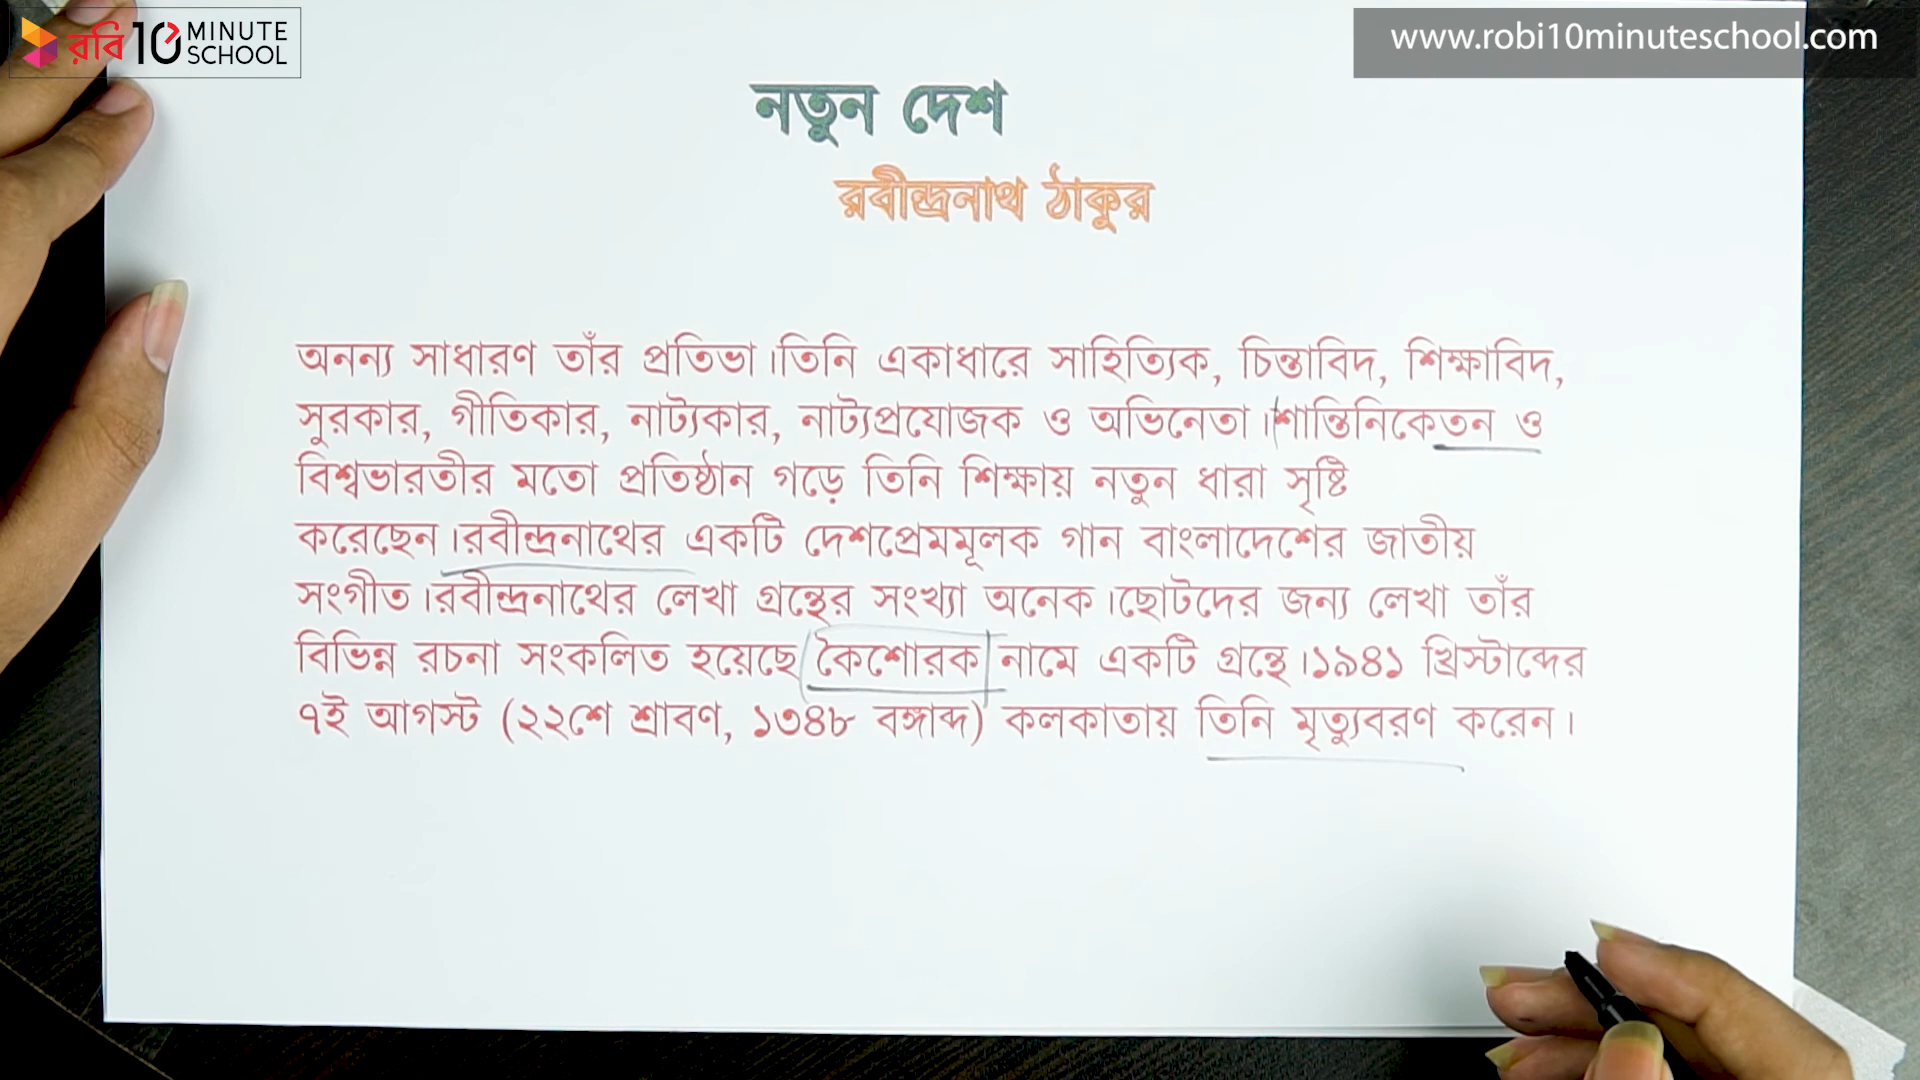 রবি 10 MINUTE SCHOOL
www.robi10minuteschool.com
নতুন দেশ
রবীন্দ্রনাথ ঠাকুর
অনন্য সাধারণ তাঁর প্রতিভা।তিনি একাধারে সাহিত্যিক, চিন্তাবিদ, শিক্ষাবিদ,
সুরকার, গীতিকার, নাট্যকার, নাট্যপ্রযোজক ও অভিনেতা।শান্তিনিকেতন ও
বিশ্বভারতীর মতো প্রতিষ্ঠান গড়ে তিনি শিক্ষায় নতুন ধারা সৃষ্টি
করেছেন।রবীন্দ্রনাথের একটি দেশপ্রেমমূলক গান বাংলাদেশের জাতীয়
সংগীত।রবীন্দ্রনাথের লেখা গ্রন্থের সংখ্যা অনেক।ছোটদের জন্য লেখা তাঁর
বিভিন্ন রচনা সংকলিত হয়েছে কৈশোরক নামে একটি গ্রন্থে।১৯৪১ খ্রিস্টাব্দের
৭ই আগস্ট (২২শে শ্রাবণ, ১৩৪৮ বঙ্গাব্দ) কলকাতায় তিনি মৃত্যুবরণ করেন।